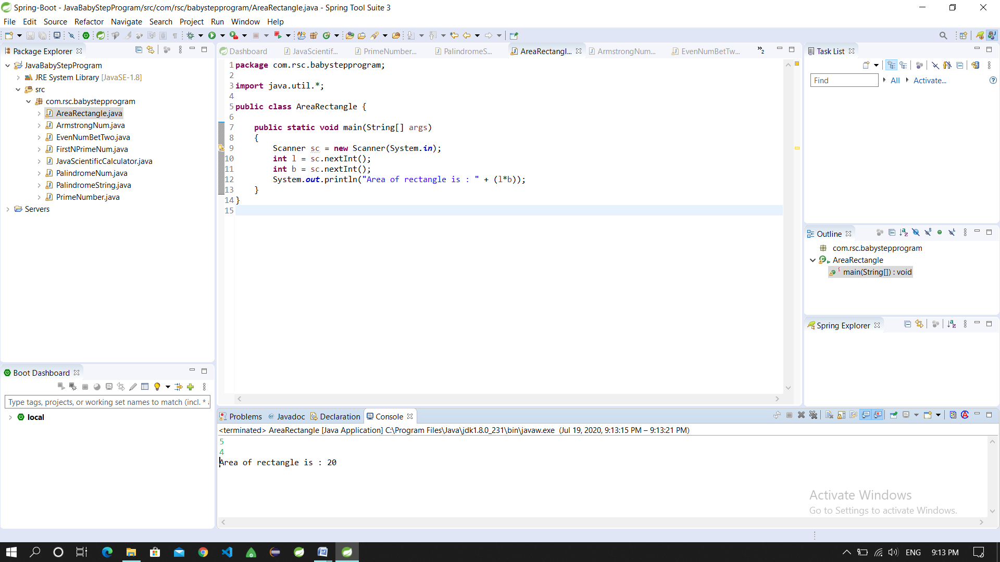 Spring-Boot - JavaBabyStepProgram/src/com/rsc/babystepprogram/AreaRectangle.java - Spring Tool Suite 3
File Edit Source Refactor Navigate Search Project Run Window Help
Package Explorer
JavaBabyStepProgram
JRE System Library [JavaSE-1.8]
src
com.rsc.babystepprogram
AreaRectangle.java
ArmstrongNum.java
EvenNumBetTwo.java
FirstNPrimeNum.java
JavaScientificCalculator.java
PalindromeNum.java
PalindromeString.java
PrimeNumber.java
Servers
Dashboard JavaScientif... PrimeNumber... PalindromeS... AreaRectangl... ArmstrongNum... EvenNumBetTw... »2
1 package com.rsc.babystepprogram;
2
3 import java.util.*;
4
5 public class AreaRectangle {
6
7 public static void main(String[] args)
8 {
9 Scanner sc = new Scanner(System.in);
10 int l = sc.nextInt();
11 int b = sc.nextInt();
12 System.out.println("Area of rectangle is : " + (l*b));
13 }
14 }
15
Task List
Find All Activate...
Outline
com.rsc.babystepprogram
AreaRectangle
main(String[]) : void
Spring Explorer
Boot Dashboard
Type tags, projects, or working set names to match (incl. *
local
Problems @ Javadoc Declaration Console
<terminated> AreaRectangle [Java Application] C:\Program Files\Java\jdk1.8.0_231\bin\javaw.exe (Jul 19, 2020, 9:13:15 PM – 9:13:21 PM)
5
4
Area of rectangle is : 20
Activate Windows
Go to Settings to activate Windows.
ENG 9:13 PM